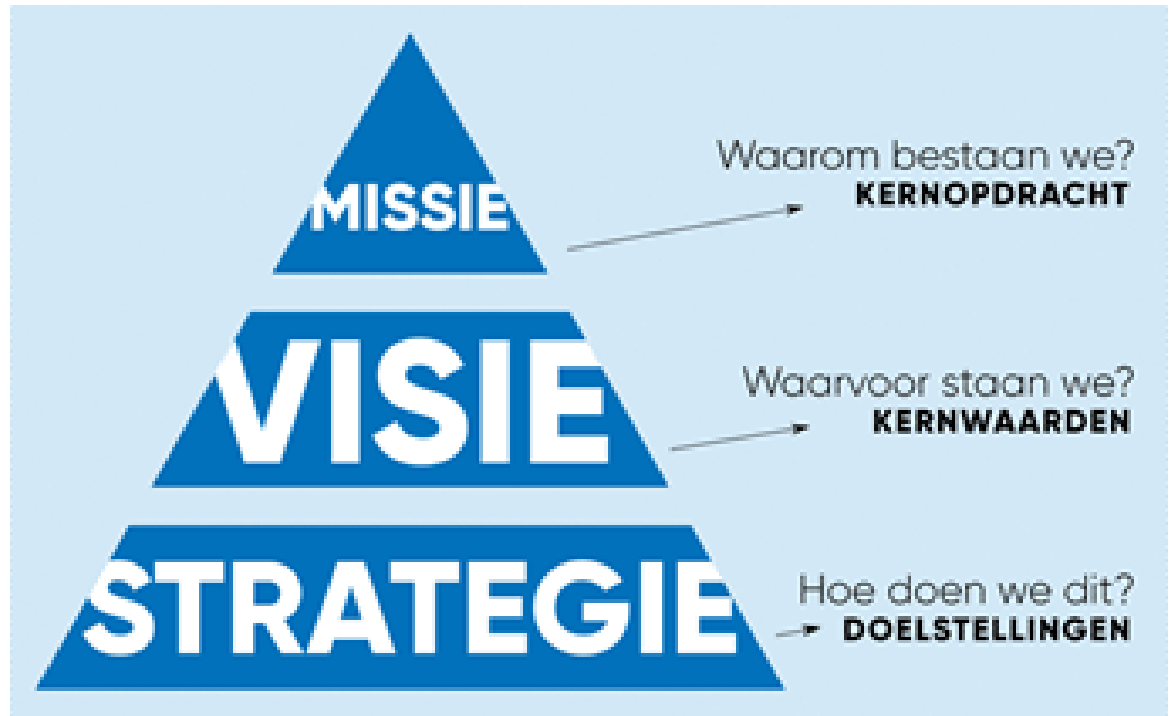 MISSIE
Waarom bestaan we?
KERNOPDRACHT
VISIE
Waarvoor staan we?
KERNWAARDEN
STRATEGIE
Hoe doen we dit?
DOELSTELLINGEN